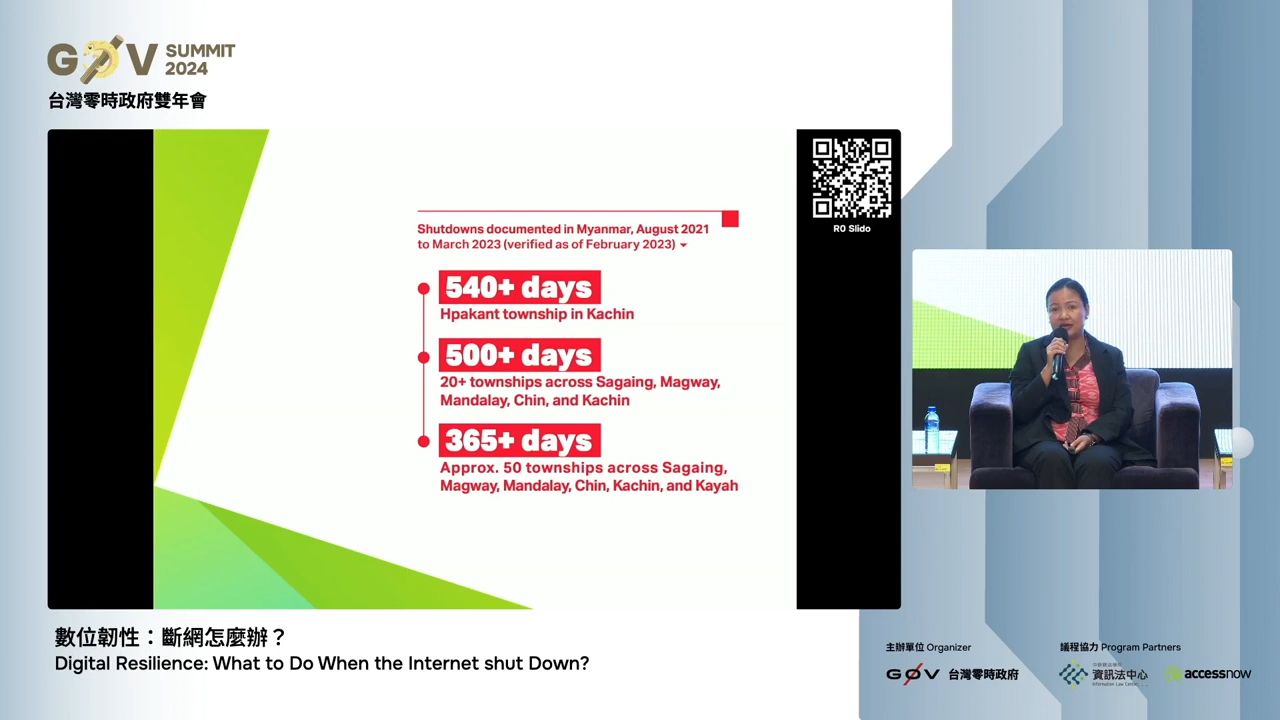 G0V SUMMIT
2024
台灣零時政府雙年會
R0 Slido
Shutdowns documented in Myanmar, August 2021
to March 2023 (verified as of February 2023)
540+ days
Hpakant township in Kachin
500+ days
20+ townships across Sagaing, Magway,
Mandalay, Chin, and Kachin
365+ days
Approx. 50 townships across Sagaing,
Magway, Mandalay, Chin, Kachin, and Kayah
數位韌性：斷網怎麼辦？
Digital Resilience: What to Do When the Internet shut Down?
主辦單位 Organizer
G0V 台灣零時政府
議程協力 Program Partners
資訊法中心
Information Law Center
accessnow